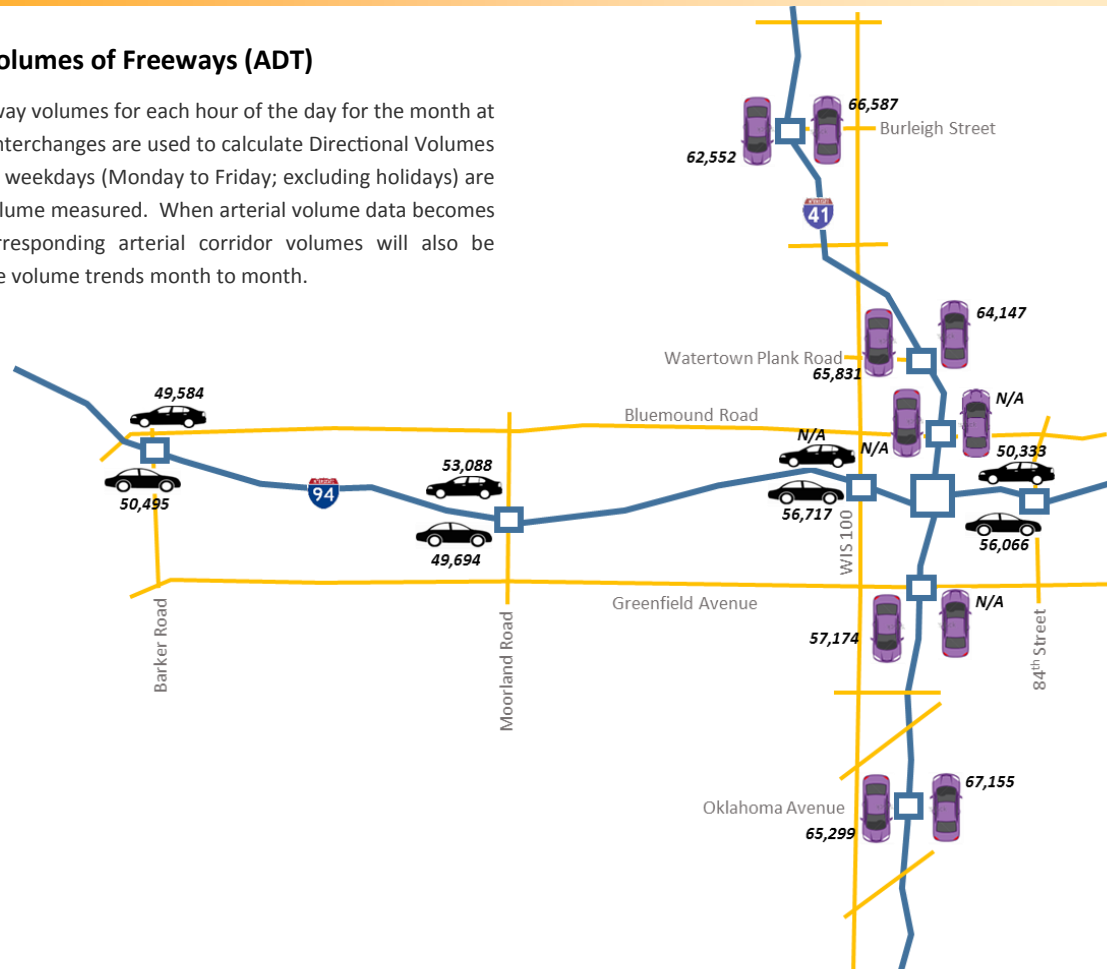 olumes of Freeways (ADT)
way volumes for each hour of the day for the month at
nterchanges are used to calculate Directional Volumes
weekdays (Monday to Friday; excluding holidays) are
lume measured. When arterial volume data becomes
rresponding arterial corridor volumes will also be
e volume trends month to month.
66,587
Burleigh Street
62,552
41
64,147
Watertown Plank Road
65,831
49,584
Bluemound Road
N/A
N/A
N/A
50,333
53,088
50,495
94
56,717
WIS 100
56,066
49,694
Greenfield Avenue
N/A
57,174
Barker Road
Moorland Road
84th Street
67,155
Oklahoma Avenue
65,299